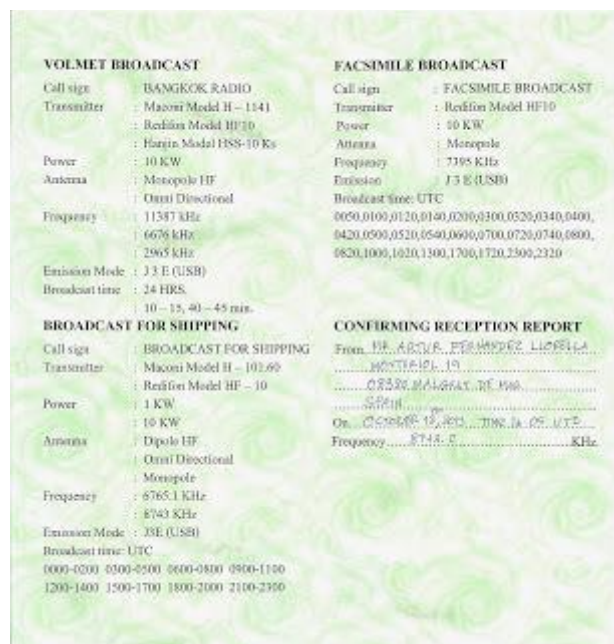 VOLMET BROADCAST
Call sign : BANGKOK RADIO
Transmitter : Maconi Model H – 1141
: Redifon Model HF10
: Hanjin Model HSS-10 Ks
Power : 10 KW
Antenna : Monopole HF
: Omni Directional
Frequency : 11387 kHz
: 6676 kHz
: 2965 kHz
Emission Mode : J 3 E (USB)
Broadcast time : 24 HRS.
: 10 – 15, 40 – 45 min.
BROADCAST FOR SHIPPING
Call sign : BROADCAST FOR SHIPPING
Transmitter : Maconi Model H – 101.60
: Redifon Model HF – 10
Power : 1 KW
: 10 KW
Antenna : Dipole HF
: Omni Directional
: Monopole
Frequency : 6765.1 KHz
: 8743 KHz
Emission Mode : J3E (USB)
Broadcast time: UTC
0000-0200 0300-0500 0600-0800 0900-1100
1200-1400 1500-1700 1800-2000 2100-2300
FACSIMILE BROADCAST
Call sign : FACSIMILE BROADCAST
Transmitter : Redifon Model HF10
Power : 10 KW
Attenna : Monopole
Frequency : 7395 KHz
Emission : J 3 E (USB)
Broadcast time: UTC
0050,0100,0120,0140,0200,0300,0320,0340,0400,
0420,0500,0520,0540,0600,0700,0720,0740,0800,
0820,1000,1020,1300,1700,1720,2300,2320
CONFIRMING RECEPTION REPORT
From MR ARTUR FERNANDEZ LLORELLA
MONTERIOL 19
08380 MALGRAT DE MAR
SPAIN
On OCTOBER TIME UTC
Frequency 8743.0 KHz